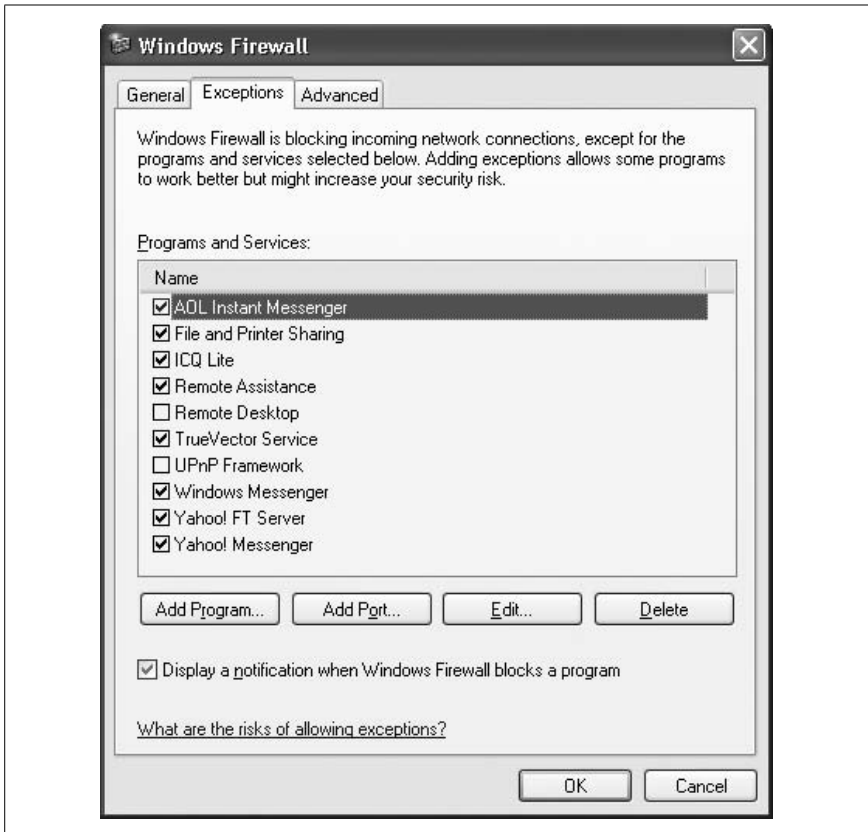 Windows Firewall
General Exceptions Advanced
Windows Firewall is blocking incoming network connections, except for the
programs and services selected below. Adding exceptions allows some programs
to work better but might increase your security risk.
Programs and Services:
Name
AOL Instant Messenger
File and Printer Sharing
ICQ Lite
Remote Assistance
Remote Desktop
TrueVector Service
UPnP Framework
Windows Messenger
Yahoo! FT Server
Yahoo! Messenger
Add Program... Add Port... Edit... Delete
Display a notification when Windows Firewall blocks a program
What are the risks of allowing exceptions?
OK Cancel